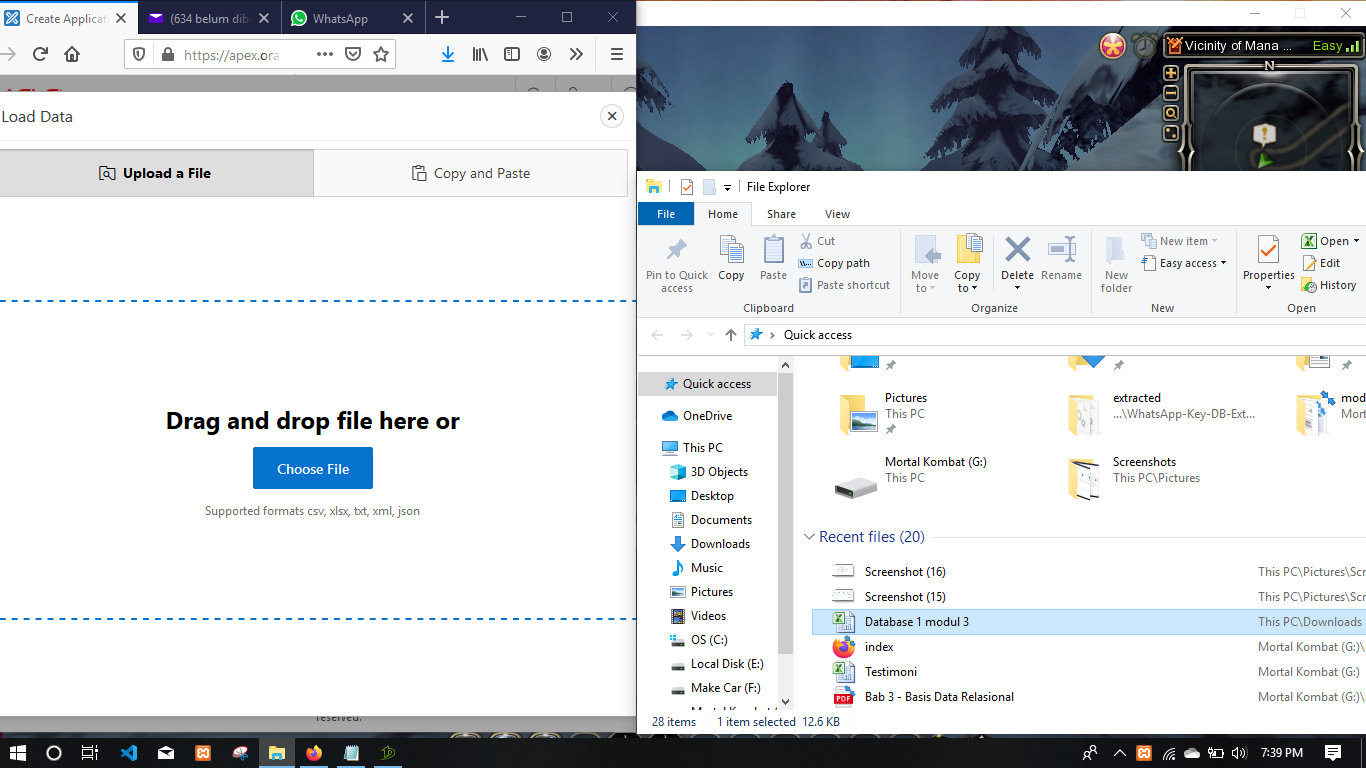 Create Applicati
(634 belum dib
WhatsApp
https://apex.ora
Load Data
Upload a File
Copy and Paste
Drag and drop file here or
Choose File
Supported formats csv, xlsx, txt, xml, json
reserved.
Vicinity of Mana ...
Easy
N
File Explorer
File
Home
Share
View
Pin to Quick access
Copy
Paste
Cut
Copy path
Paste shortcut
Clipboard
Move to
Copy to
Delete
Rename
Organize
New folder
New item
Easy access
New
Properties
Open
Edit
History
Open
Quick access
Quick access
OneDrive
This PC
3D Objects
Desktop
Documents
Downloads
Music
Pictures
Videos
OS (C:)
Local Disk (E:)
Make Car (F:)
Pictures
This PC
extracted
...\WhatsApp-Key-DB-Ext...
mod
Mort
Mortal Kombat (G:)
This PC
Screenshots
This PC\Pictures
Recent files (20)
Screenshot (16)
This PC\Pictures\Scr
Screenshot (15)
This PC\Pictures\Scr
Database 1 modul 3
This PC\Downloads
index
Mortal Kombat (G:)\
Testimoni
Mortal Kombat (G:)
Bab 3 - Basis Data Relasional
Mortal Kombat (G:)\
28 items
1 item selected 12.6 KB
7:39 PM